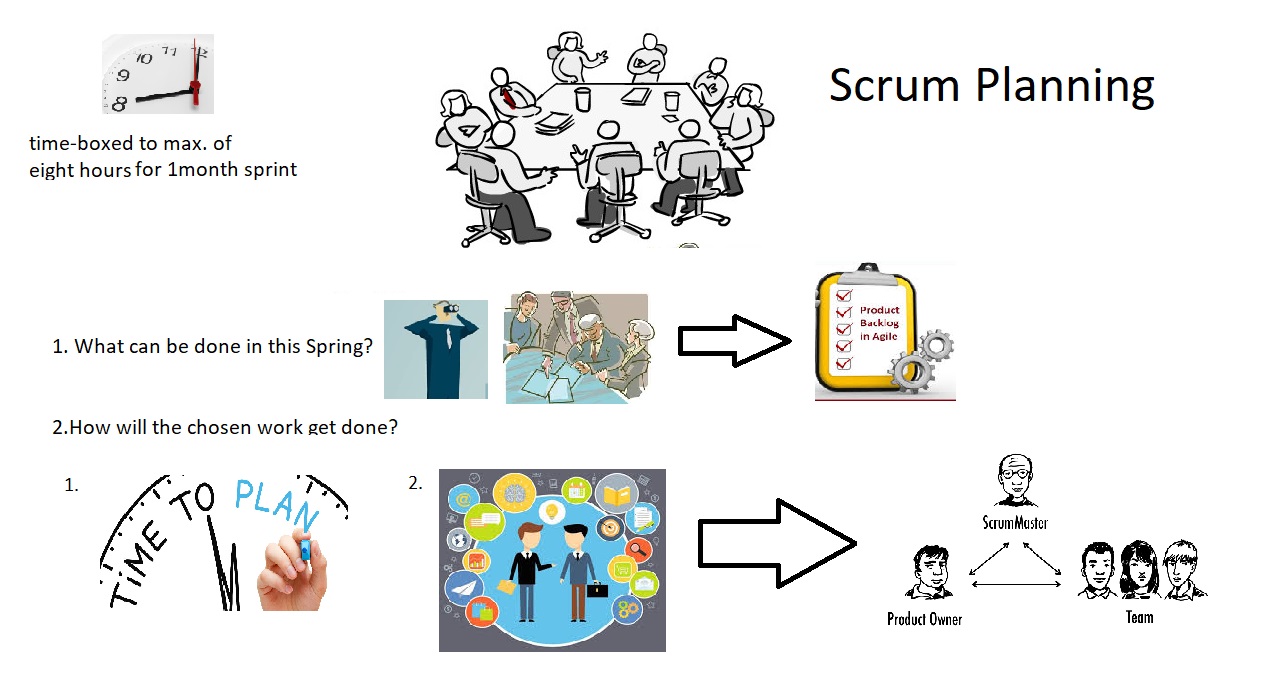 Scrum Planning
9 10 11 12
8
time-boxed to max. of
eight hours for 1month sprint
1. What can be done in this Spring?
Product
Backlog
in Agile
2.How will the chosen work get done?
1.
TiME TO PLAN
2.
ScrumMaster
Product Owner
Team